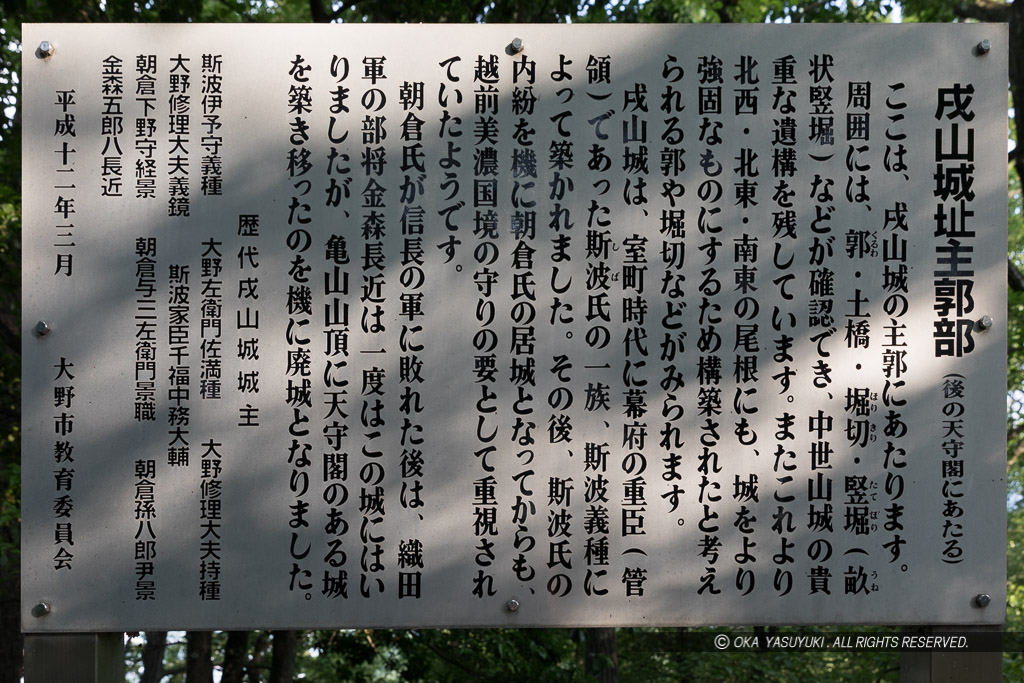 戌山城址主郭部（後の天守閣にあたる）
ここは、戌山城の主郭にあたります。
周囲には、郭・土橋・堀切・竪堀（畝
くるわ
ほりきり
たてぼり
うね
状竪堀）などが確認でき、中世山城の貴
重な遺構を残しています。またこれより
北西・北東・南東の尾根にも、城をより
強固なものにするため構築されたと考え
られる郭や堀切などがみられます。
戌山城は、室町時代に幕府の重臣（管
領）であった斯波氏の一族、斯波義種に
しば
よって築かれました。その後、斯波氏の
内紛を機に朝倉氏の居城となってからも、
越前美濃国境の守りの要として重視され
ていたようです。
朝倉氏が信長の軍に敗れた後は、織田
軍の部将金森長近は一度はこの城にはい
りましたが、亀山山頂に天守閣のある城
を築き移ったのを機に廃城となりました。
歴代戌山城城主
斯波伊予守義種　大野左衛門佐満種　大野修理大夫持種
大野修理大夫義鏡　斯波家臣千福中務大輔
朝倉下野守経景　朝倉与三左衛門景職　朝倉孫八郎尹景
金森五郎八長近
平成十二年三月　大野市教育委員会
© OKA YASUYUKI . ALL RIGHTS RESERVED.